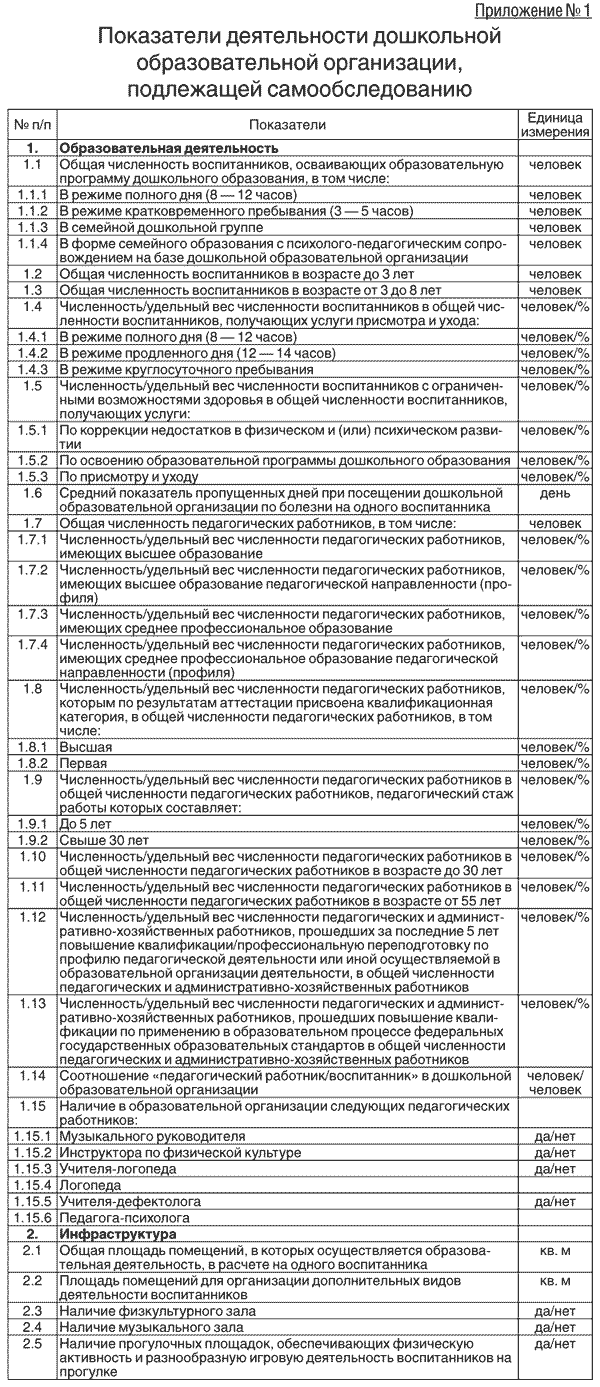 Приложение № 1
Показатели деятельности дошкольной
образовательной организации,
подлежащей самообследованию
№ п/п Показатели Единица
измерения
1. Образовательная деятельность
1.1 Общая численность воспитанников, осваивающих образовательную человек
программу дошкольного образования, в том числе:
1.1.1 В режиме полного дня (8 — 12 часов) человек
1.1.2 В режиме кратковременного пребывания (3 — 5 часов) человек
1.1.3 В семейной дошкольной группе человек
1.1.4 В форме семейного образования с психолого-педагогическим сопро- человек
вождением на базе дошкольной образовательной организации
1.2 Общая численность воспитанников в возрасте до 3 лет человек
1.3 Общая численность воспитанников в возрасте от 3 до 8 лет человек
1.4 Численность/удельный вес численности воспитанников в общей чис- человек/%
ленности воспитанников, получающих услуги присмотра и ухода:
1.4.1 В режиме полного дня (8 — 12 часов) человек/%
1.4.2 В режиме продленного дня (12 — 14 часов) человек/%
1.4.3 В режиме круглосуточного пребывания человек/%
1.5 Численность/удельный вес численности воспитанников с ограничен- человек/%
ными возможностями здоровья в общей численности воспитанников,
получающих услуги:
1.5.1 По коррекции недостатков в физическом и (или) психическом разви- человек/%
тии
1.5.2 По освоению образовательной программы дошкольного образования человек/%
1.5.3 По присмотру и уходу человек/%
1.6 Средний показатель пропущенных дней при посещении дошкольной день
образовательной организации по болезни на одного воспитанника
1.7 Общая численность педагогических работников, в том числе: человек
1.7.1 Численность/удельный вес численности педагогических работников, человек/%
имеющих высшее образование
1.7.2 Численность/удельный вес численности педагогических работников, человек/%
имеющих высшее образование педагогической направленности (про-
филя)
1.7.3 Численность/удельный вес численности педагогических работников, человек/%
имеющих среднее профессиональное образование
1.7.4 Численность/удельный вес численности педагогических работников, человек/%
имеющих среднее профессиональное образование педагогической
направленности (профиля)
1.8 Численность/удельный вес численности педагогических работников, человек/%
которым по результатам аттестации присвоена квалификационная
категория, в общей численности педагогических работников, в том
числе:
1.8.1 Высшая человек/%
1.8.2 Первая человек/%
1.9 Численность/удельный вес численности педагогических работников в человек/%
общей численности педагогических работников, педагогический стаж
работы которых составляет:
1.9.1 До 5 лет человек/%
1.9.2 Свыше 30 лет человек/%
1.10 Численность/удельный вес численности педагогических работников в человек/%
общей численности педагогических работников в возрасте до 30 лет
1.11 Численность/удельный вес численности педагогических работников в человек/%
общей численности педагогических работников в возрасте от 55 лет
1.12 Численность/удельный вес численности педагогических и админист- человек/%
ративно-хозяйственных работников, прошедших за последние 5 лет
повышение квалификации/профессиональную переподготовку по
профилю педагогической деятельности или иной осуществляемой в
образовательной организации деятельности, в общей численности
педагогических и административно-хозяйственных работников
1.13 Численность/удельный вес численности педагогических и админист- человек/%
ративно-хозяйственных работников, прошедших повышение квали-
фикации по применению в образовательном процессе федеральных
государственных образовательных стандартов в общей численности
педагогических и административно-хозяйственных работников
1.14 Соотношение «педагогический работник/воспитанник» в дошкольной человек/
образовательной организации человек
1.15 Наличие в образовательной организации следующих педагогических
работников:
1.15.1 Музыкального руководителя да/нет
1.15.2 Инструктора по физической культуре да/нет
1.15.3 Учителя-логопеда да/нет
1.15.4 Логопеда
1.15.5 Учителя-дефектолога да/нет
1.15.6 Педагога-психолога
2. Инфраструктура
2.1 Общая площадь помещений, в которых осуществляется образова- кв. м
тельная деятельность, в расчете на одного воспитанника
2.2 Площадь помещений для организации дополнительных видов кв. м
деятельности воспитанников
2.3 Наличие физкультурного зала да/нет
2.4 Наличие музыкального зала да/нет
2.5 Наличие прогулочных площадок, обеспечивающих физическую да/нет
активность и разнообразную игровую деятельность воспитанников на
прогулке